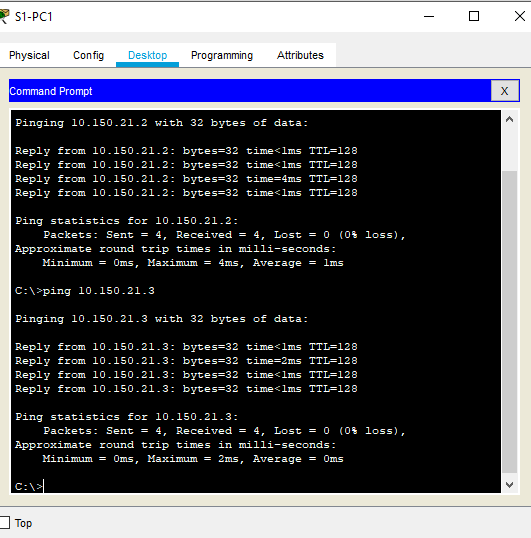 S1-PC1
Physical Config Desktop Programming Attributes
Command Prompt X
Pinging 10.150.21.2 with 32 bytes of data:
Reply from 10.150.21.2: bytes=32 time<1ms TTL=128
Reply from 10.150.21.2: bytes=32 time<1ms TTL=128
Reply from 10.150.21.2: bytes=32 time=4ms TTL=128
Reply from 10.150.21.2: bytes=32 time<1ms TTL=128
Ping statistics for 10.150.21.2:
Packets: Sent = 4, Received = 4, Lost = 0 (0% loss),
Approximate round trip times in milli-seconds:
Minimum = 0ms, Maximum = 4ms, Average = 1ms
C:\>ping 10.150.21.3
Pinging 10.150.21.3 with 32 bytes of data:
Reply from 10.150.21.3: bytes=32 time<1ms TTL=128
Reply from 10.150.21.3: bytes=32 time=2ms TTL=128
Reply from 10.150.21.3: bytes=32 time<1ms TTL=128
Reply from 10.150.21.3: bytes=32 time<1ms TTL=128
Ping statistics for 10.150.21.3:
Packets: Sent = 4, Received = 4, Lost = 0 (0% loss),
Approximate round trip times in milli-seconds:
Minimum = 0ms, Maximum = 2ms, Average = 0ms
C:\>
Top